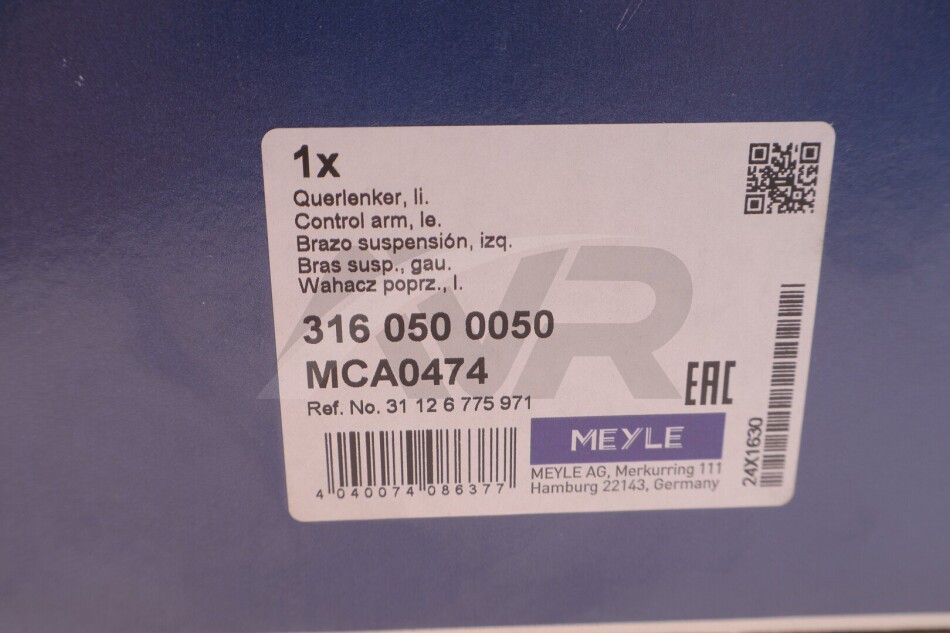 1x
Querlenker, li.
Control arm, le.
Brazo suspensión, izq.
Bras susp., gau.
Wahacz poprz., l.
316 050 0050
MCA0474
Ref. No. 31 12 6 775 971
EAC
MEYLE
MEYLE AG, Merkurring 111
Hamburg 22143, Germany
4 040074 086377
24X1630
AVR